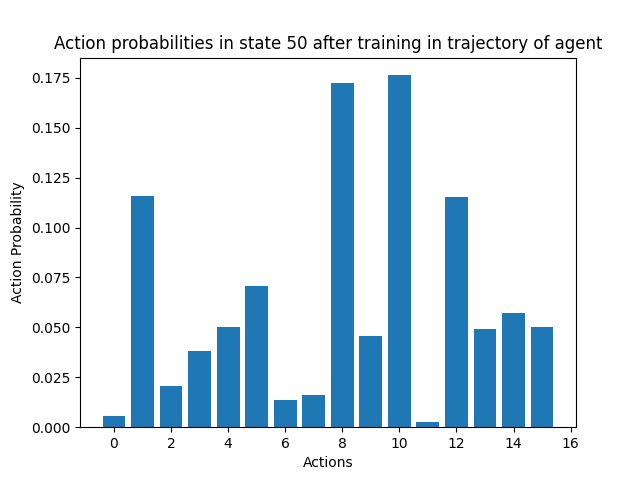 Action probabilities in state 50 after training in trajectory of agent
0.175
0.150
0.125
0.100
0.075
0.050
0.025
0.000
Action Probability
0 2 4 6 8 10 12 14 16
Actions